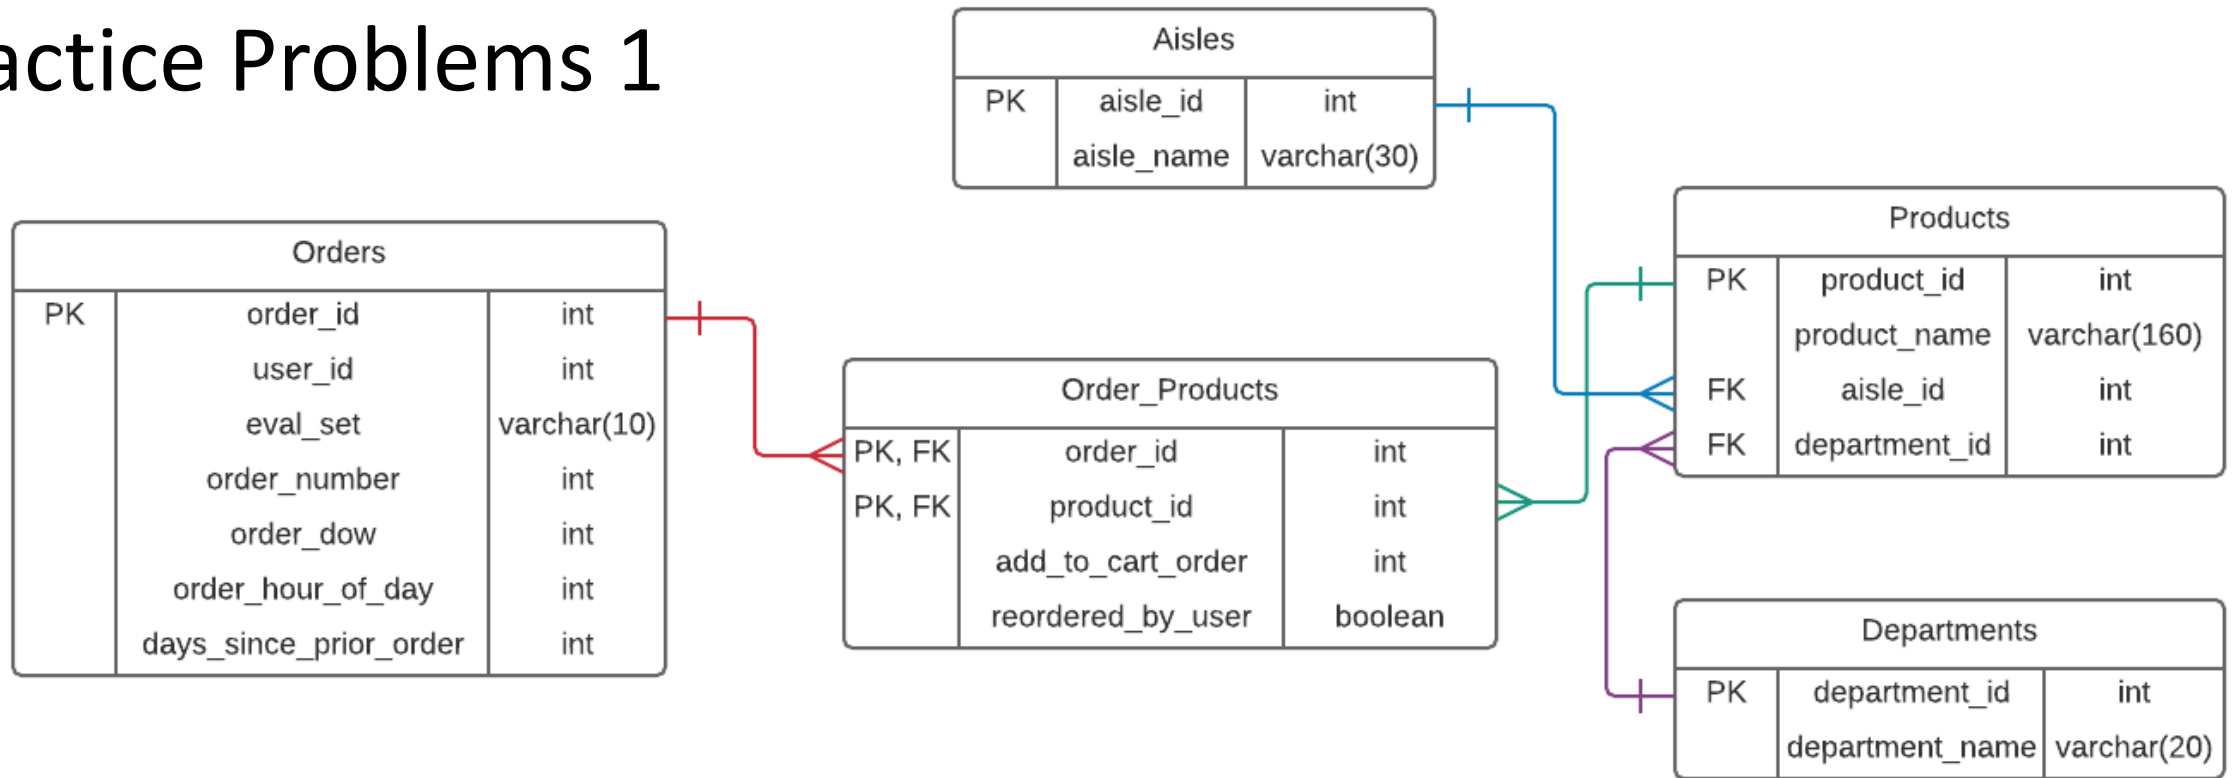 actice Problems 1
Aisles
PK aisle_id int
aisle_name varchar(30)
Orders
PK order_id int
user_id int
eval_set varchar(10)
order_number int
order_dow int
order_hour_of_day int
days_since_prior_order int
Order_Products
PK, FK order_id int
PK, FK product_id int
add_to_cart_order int
reordered_by_user boolean
Products
PK product_id int
product_name varchar(160)
FK aisle_id int
FK department_id int
Departments
PK department_id int
department_name varchar(20)